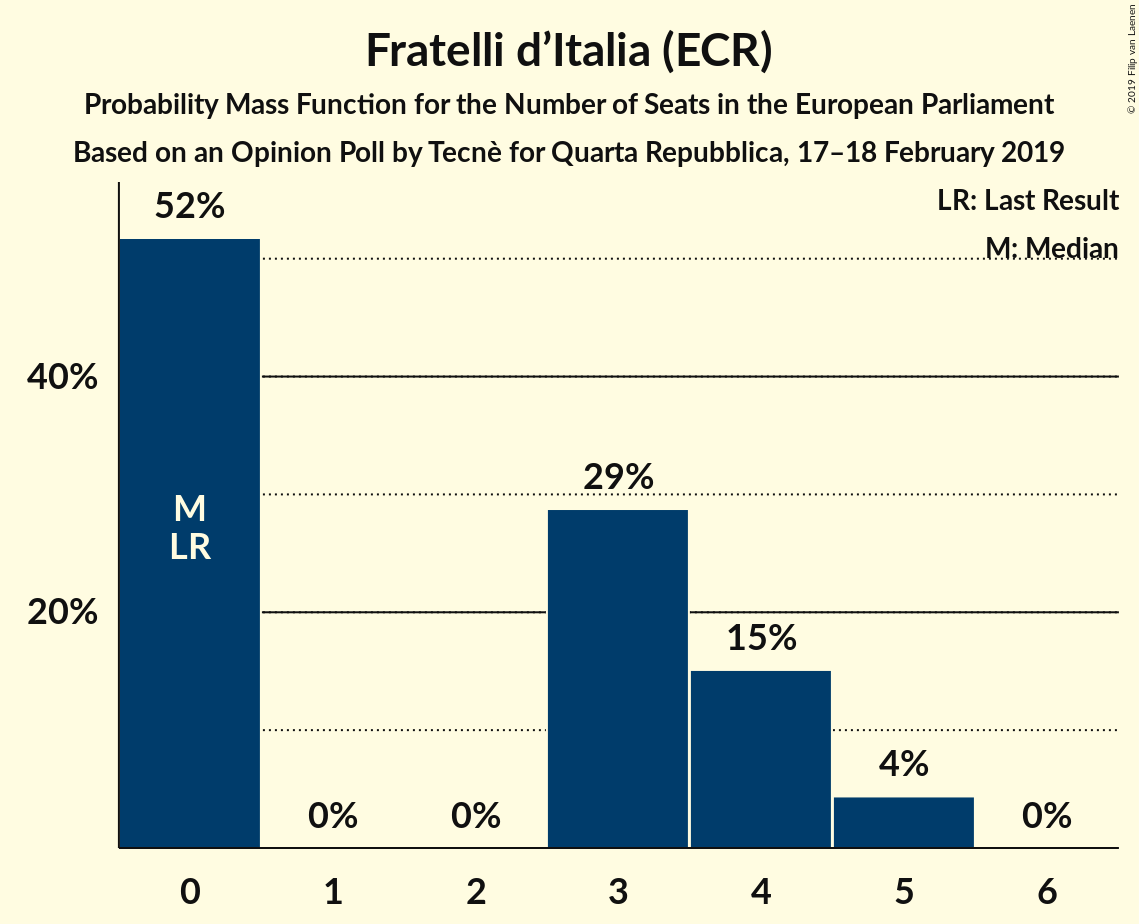 Fratelli d’Italia (ECR)
Probability Mass Function for the Number of Seats in the European Parliament
Based on an Opinion Poll by Tecnè for Quarta Repubblica, 17–18 February 2019
© 2019 Filip van Laenen
LR: Last Result
M: Median
52%
40%
29%
M
LR
20%
15%
4%
0%
0%
0%
0 1 2 3 4 5 6